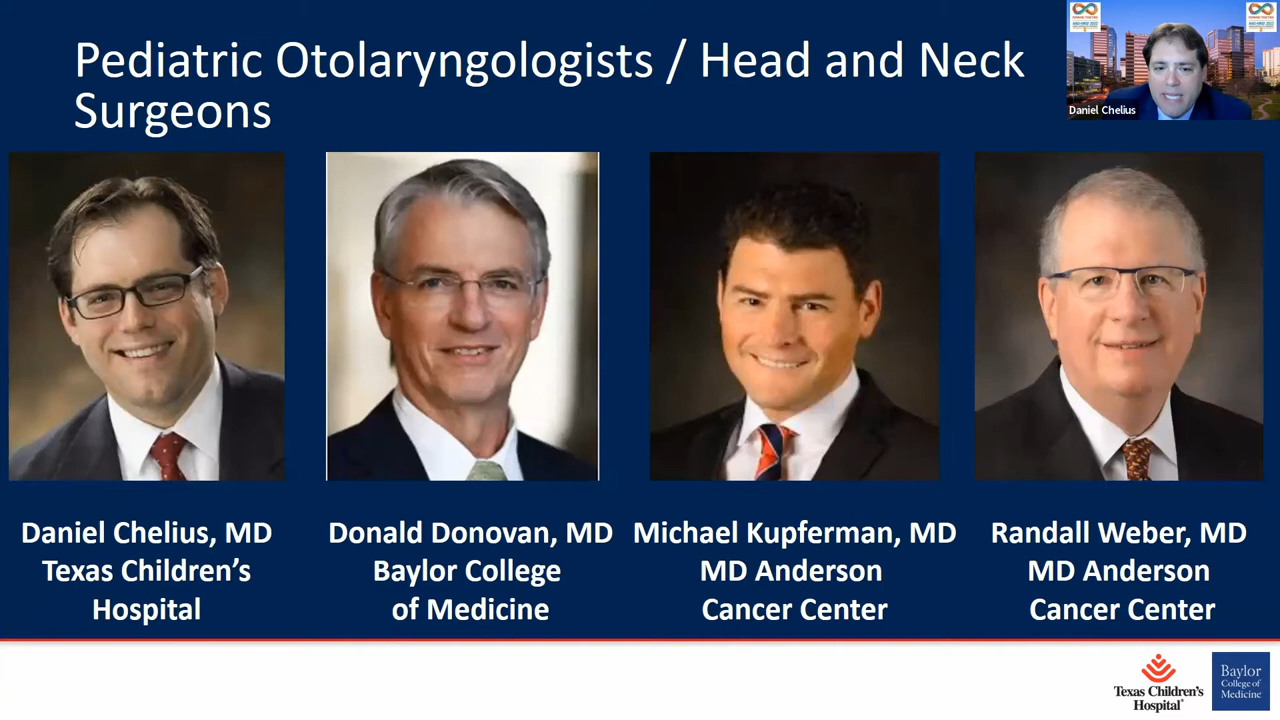 Pediatric Otolaryngologists / Head and Neck
Surgeons
Daniel Chelius
Daniel Chelius, MD
Texas Children's
Hospital
Donald Donovan, MD
Baylor College
of Medicine
Michael Kupferman, MD
MD Anderson
Cancer Center
Randall Weber, MD
MD Anderson
Cancer Center
Texas Children's
Hospital
Baylor
College of
Medicine